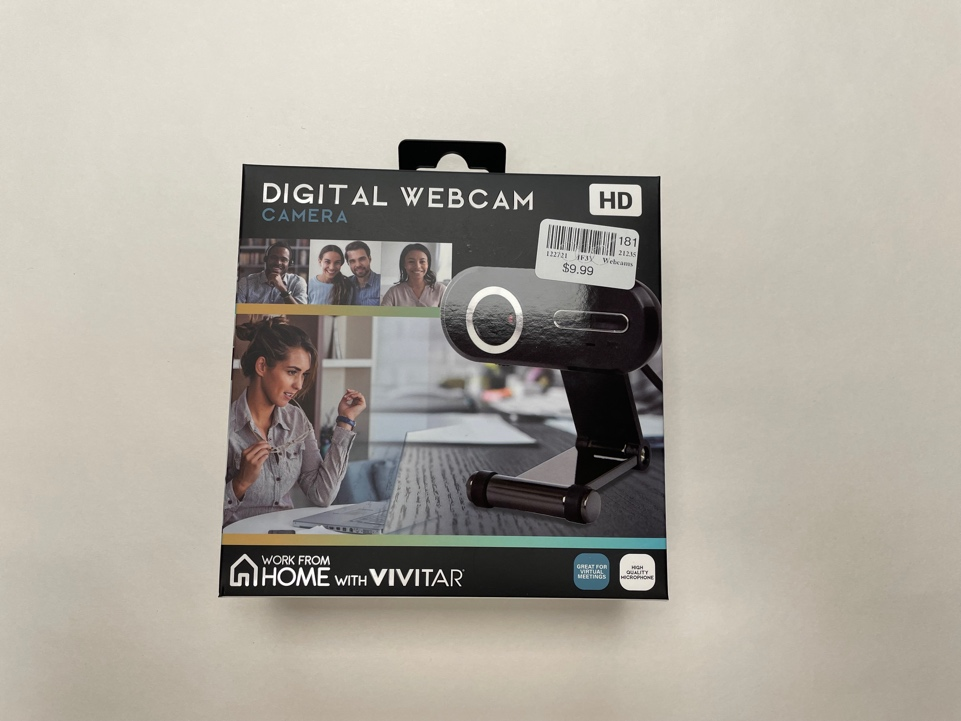 DIGITAL WEBCAM
CAMERA
HD
181
21235
122721 HF3V Webcams
$9.99
WORK FROM
HOME WITH VIVITAR
GREAT FOR
VIRTUAL
MEETINGS
HIGH
QUALITY
MICROPHONE